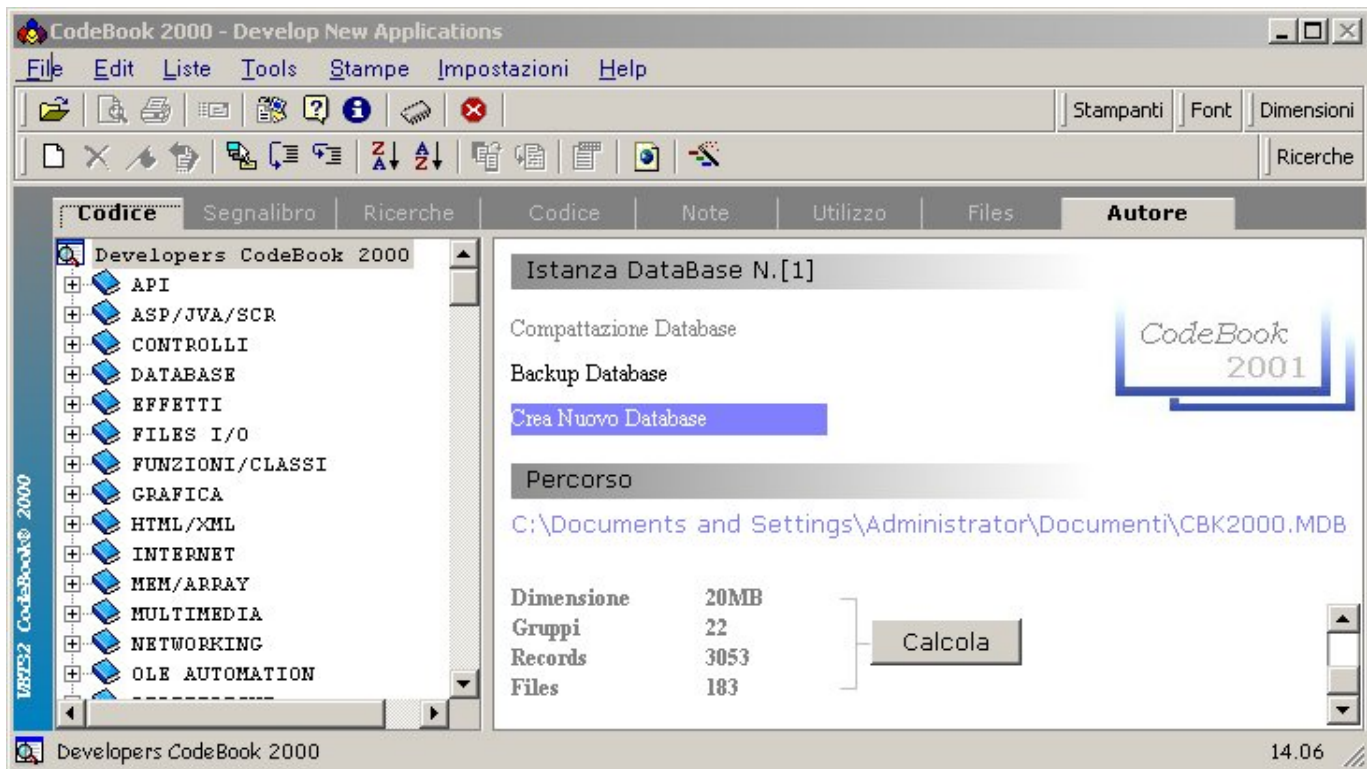 CodeBook 2000 - Develop New Applications
File Edit Liste Tools Stampe Impostazioni Help
Stampanti Font Dimensioni
Ricerche
Codice Segnalibro Ricerche Codice Note Utilizzo Files Autore
Developers CodeBook 2000
API
ASP/JVA/SCR
CONTROLLI
DATABASE
EFFETTI
FILES I/O
FUNZIONI/CLASSI
GRAFICA
HTML/XML
INTERNET
MEM/ARRAY
MULTIMEDIA
NETWORKING
OLE AUTOMATION
VBT32 CodeBook® 2000
Istanza DataBase N.[1]
Compattazione Database
Backup Database
Crea Nuovo Database
CodeBook
2001
Percorso
C:\Documents and Settings\Administrator\Documenti\CBK2000.MDB
Dimensione 20MB
Gruppi 22
Records 3053
Files 183
Calcola
Developers CodeBook 2000
14.06